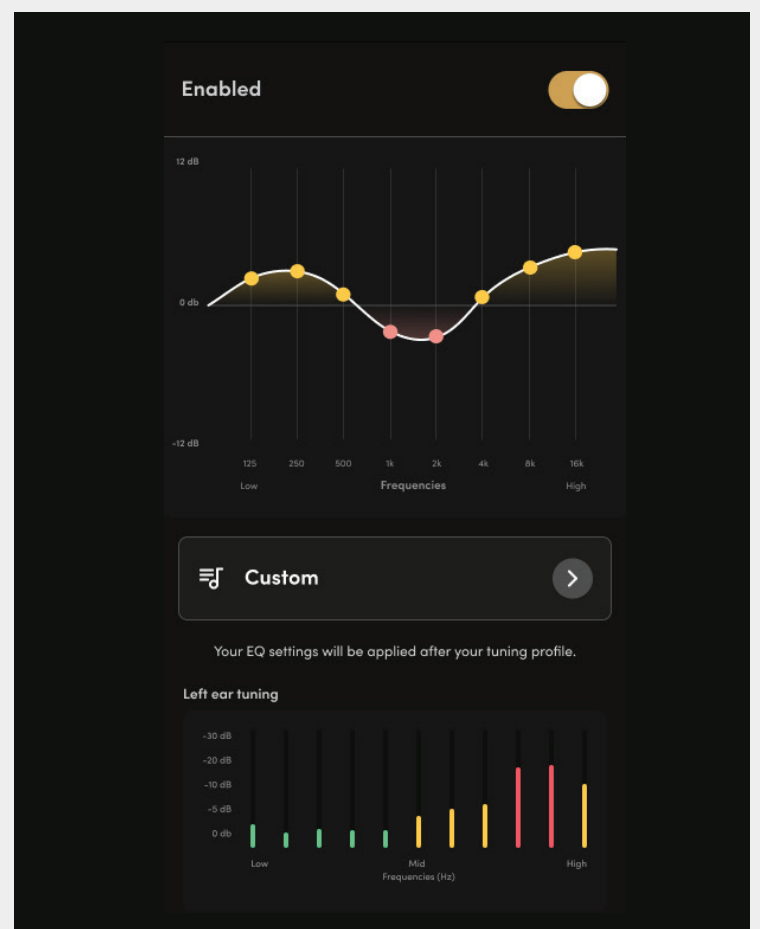 Enabled
12 dB
0 db
-12 dB
125 250 500 1k 2k 4k 8k 16k
Low Frequencies High
Custom
Your EQ settings will be applied after your tuning profile.
Left ear tuning
-30 dB
-20 dB
-10 dB
-5 dB
0 db
Low Mid High
Frequencies (Hz)